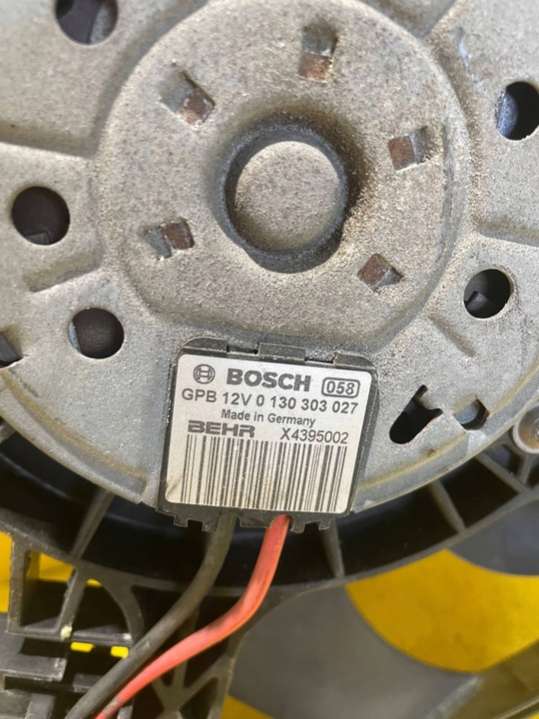 BOSCH 058
GPB 12V 0 130 303 027
Made in Germany
BEHR X4395002